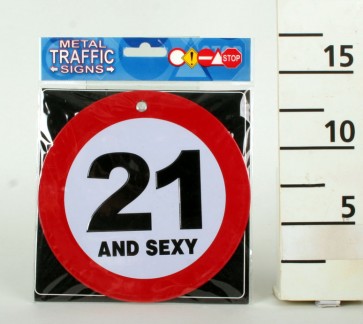 METAL
TRAFFIC
SIGNS
STOP
21
AND SEXY
15
10
5